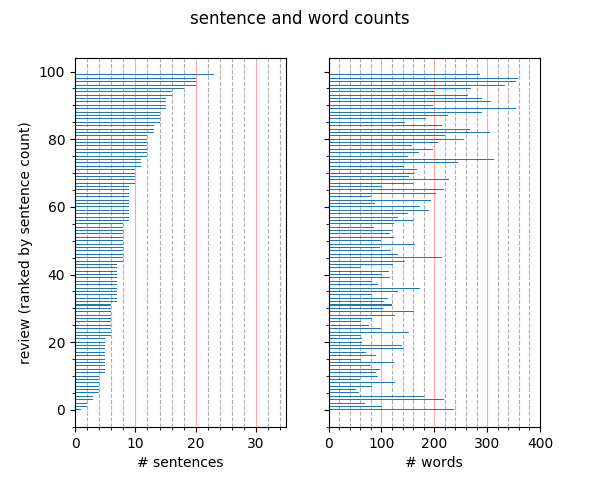 sentence and word counts
review (ranked by sentence count)
100
80
60
40
20
0
0 10 20 30
# sentences
0 100 200 300 400
# words